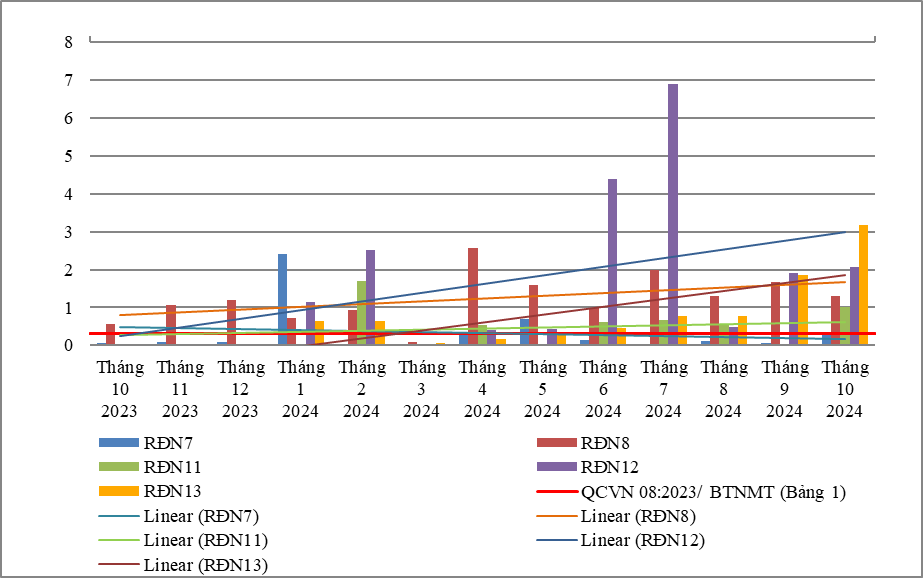 8
7
6
5
4
3
2
1
0
Tháng 10 2023
Tháng 11 2023
Tháng 12 2023
Tháng 1 2024
Tháng 2 2024
Tháng 3 2024
Tháng 4 2024
Tháng 5 2024
Tháng 6 2024
Tháng 7 2024
Tháng 8 2024
Tháng 9 2024
Tháng 10 2024
RĐN7
RĐN8
RĐN11
RĐN12
RĐN13
QCVN 08:2023/ BTNMT (Bảng 1)
Linear (RĐN7)
Linear (RĐN8)
Linear (RĐN11)
Linear (RĐN12)
Linear (RĐN13)